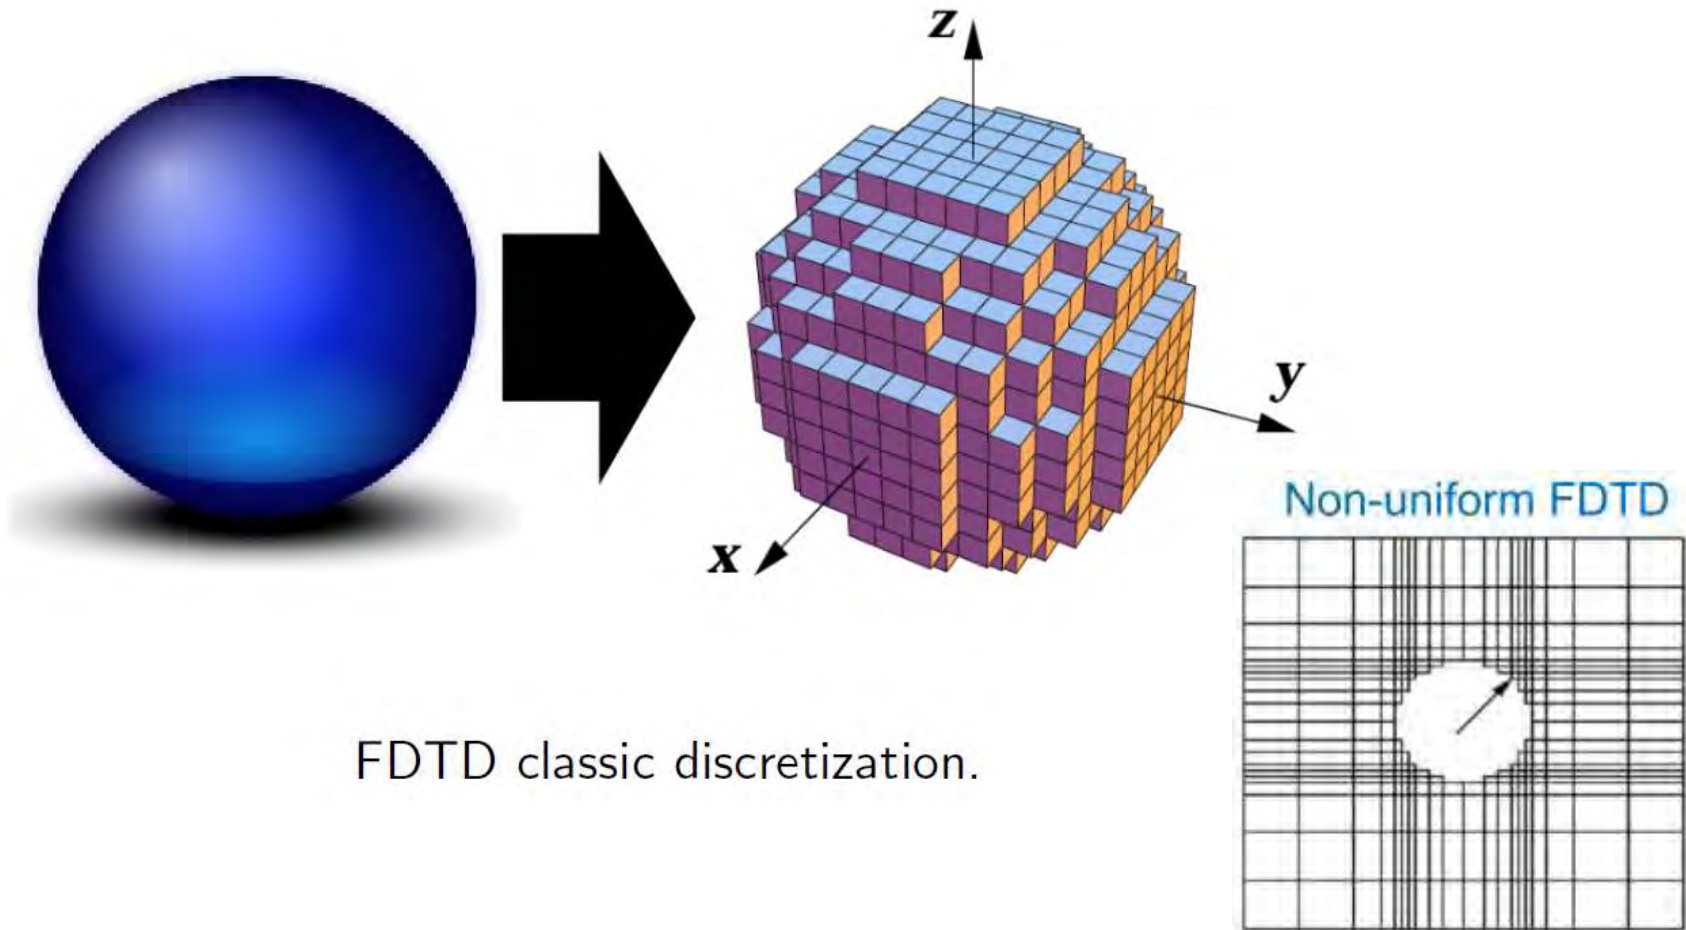 z
y
x
Non-uniform FDTD
FDTD classic discretization.